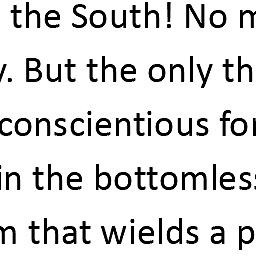 the South! No m
y. But the only th
conscientious for
in the bottomless
m that wields a p